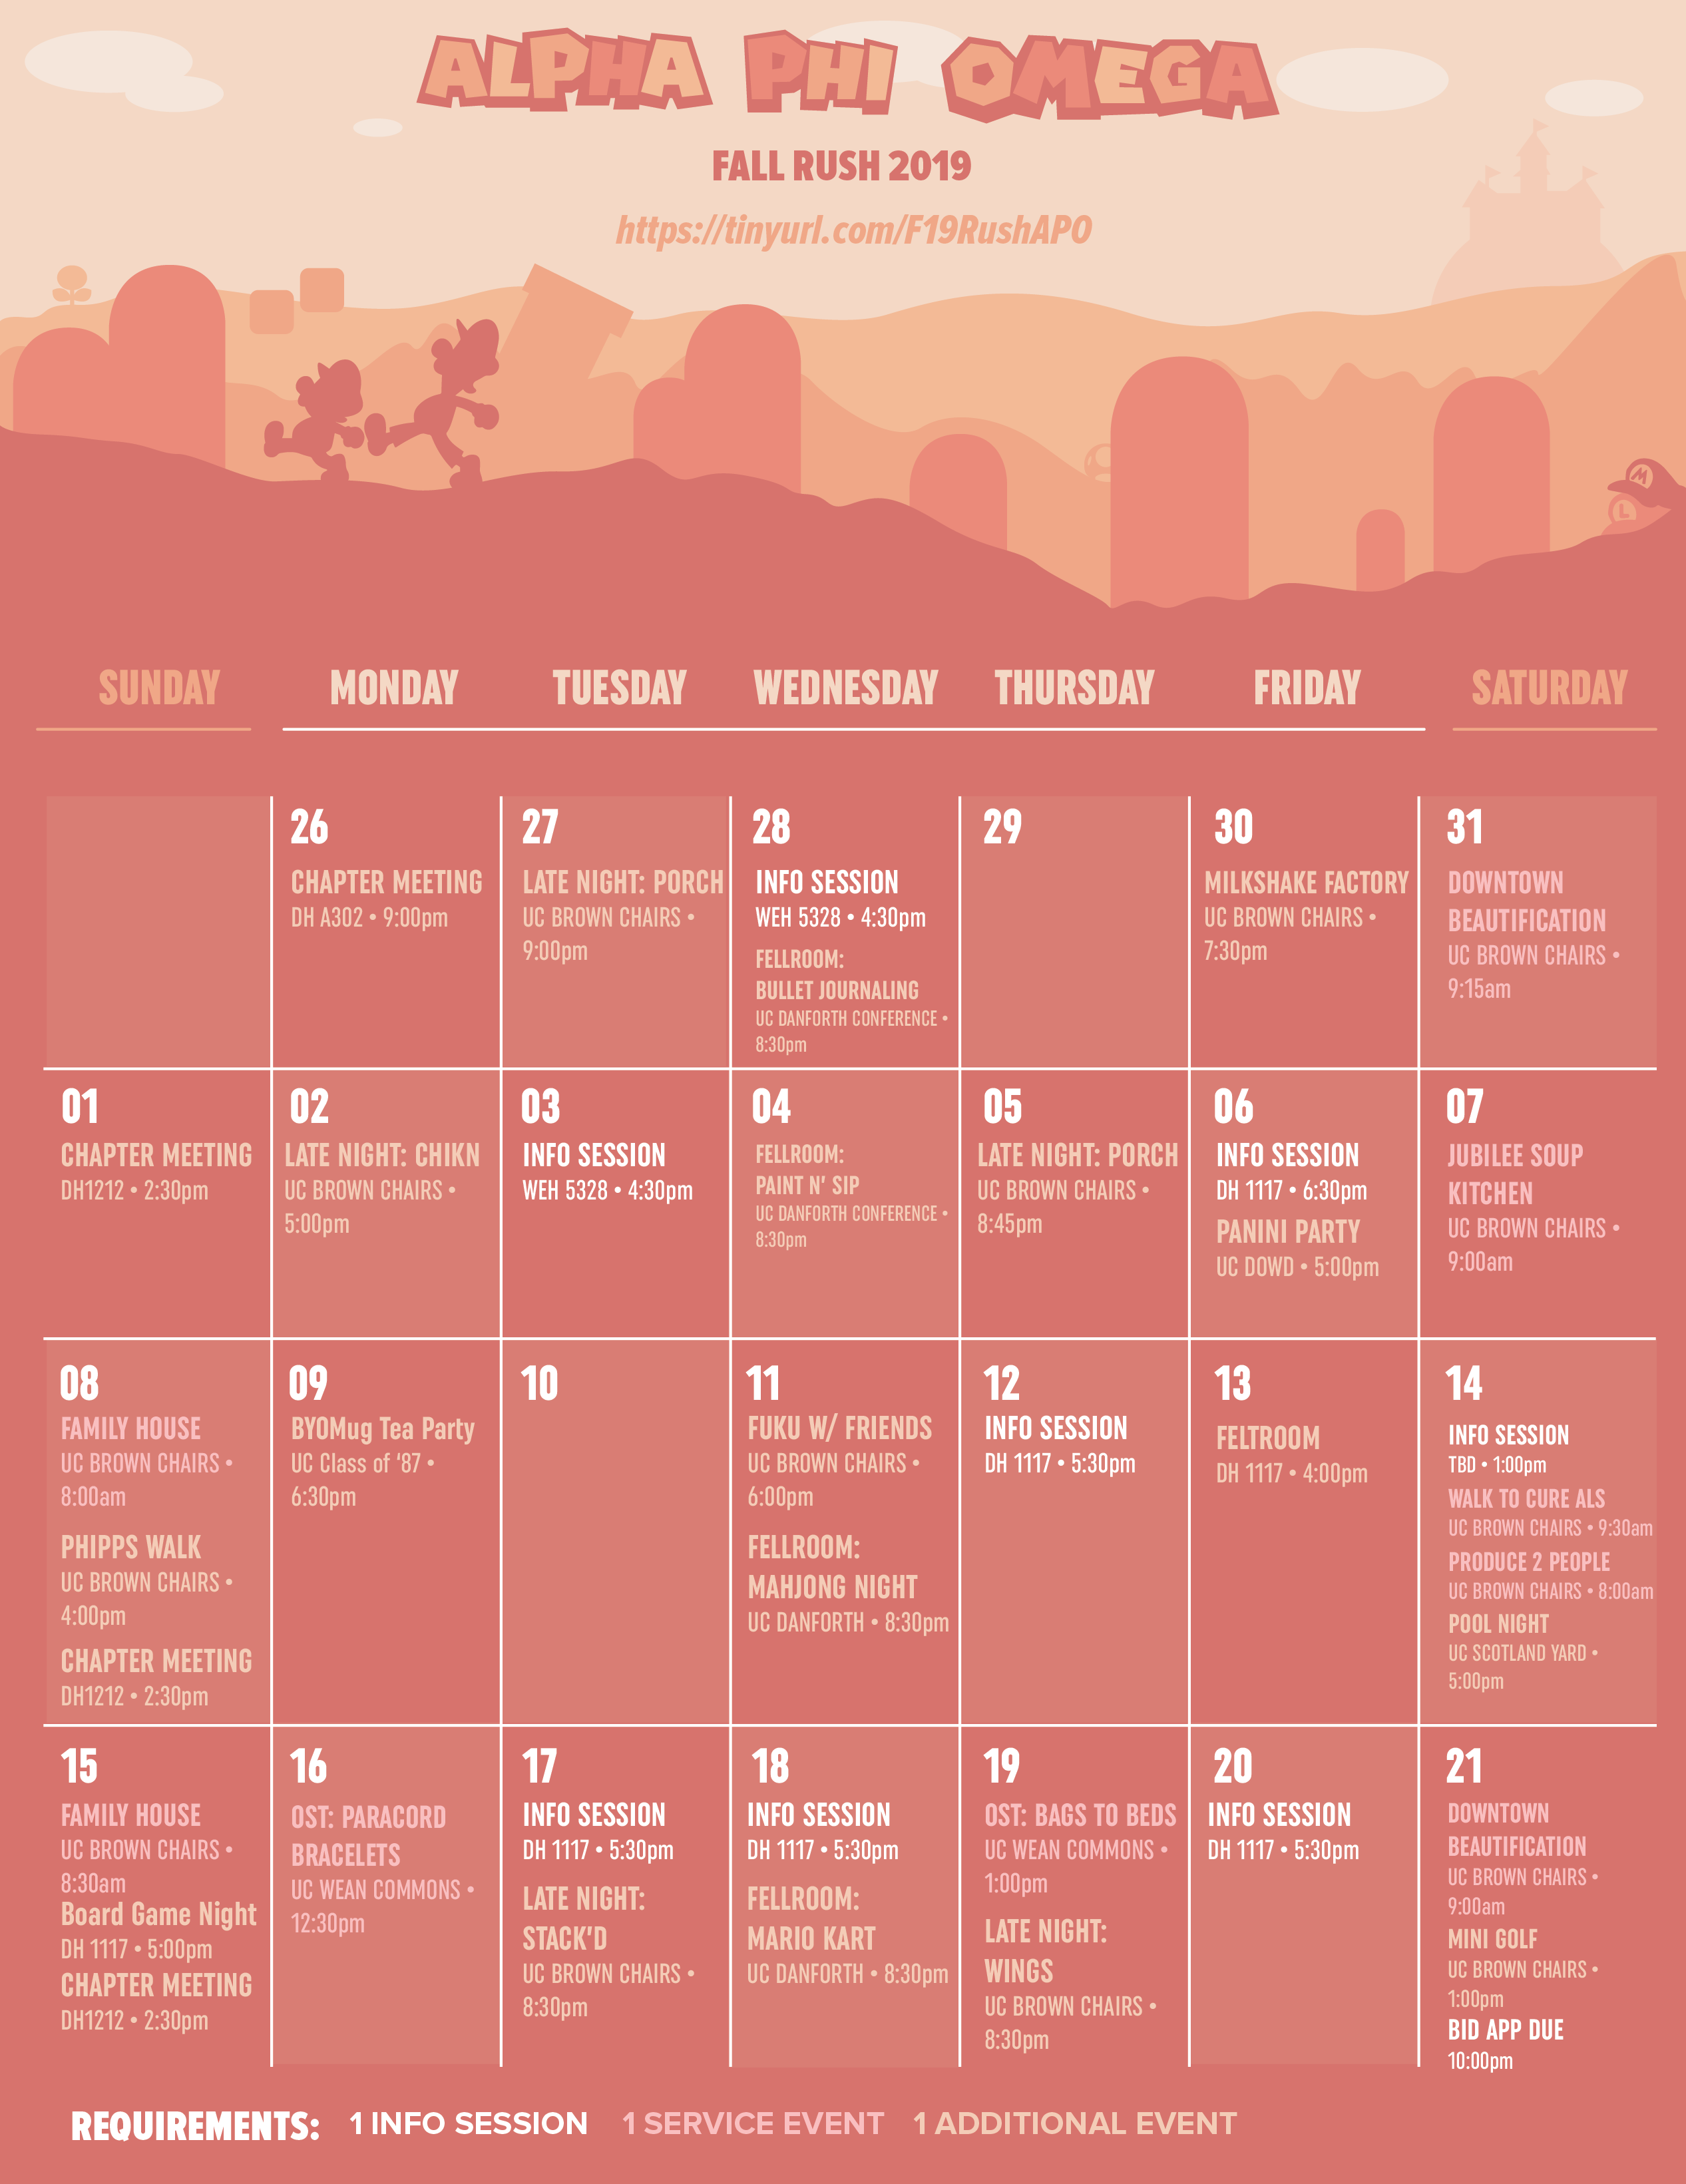 ALPHA PHI OMEGA
FALL RUSH 2019
https://tinyurl.com/F19RushAPO
M
L
SUNDAY MONDAY TUESDAY WEDNESDAY THURSDAY FRIDAY SATURDAY
26
CHAPTER MEETING
DH A302 • 9:00pm
27
LATE NIGHT: PORCH
UC BROWN CHAIRS •
9:00pm
28
INFO SESSION
WEH 5328 • 4:30pm
FELLROOM:
BULLET JOURNALING
UC DANFORTH CONFERENCE •
8:30pm
29
30
MILKSHAKE FACTORY
UC BROWN CHAIRS •
7:30pm
31
DOWNTOWN
BEAUTIFICATION
UC BROWN CHAIRS •
9:15am
01
CHAPTER MEETING
DH1212 • 2:30pm
02
LATE NIGHT: CHIKN
UC BROWN CHAIRS •
5:00pm
03
INFO SESSION
WEH 5328 • 4:30pm
04
FELLROOM:
PAINT N' SIP
UC DANFORTH CONFERENCE •
8:30pm
05
LATE NIGHT: PORCH
UC BROWN CHAIRS •
8:45pm
06
INFO SESSION
DH 1117 • 6:30pm
PANINI PARTY
UC DOWD • 5:00pm
07
JUBILEE SOUP
KITCHEN
UC BROWN CHAIRS •
9:00am
08
FAMILY HOUSE
UC BROWN CHAIRS •
8:00am
PHIPPS WALK
UC BROWN CHAIRS •
4:00pm
CHAPTER MEETING
DH1212 • 2:30pm
09
BYOMug Tea Party
UC Class of '87 •
6:30pm
10
11
FUKU W/ FRIENDS
UC BROWN CHAIRS •
6:00pm
FELLROOM:
MAHJONG NIGHT
UC DANFORTH • 8:30pm
12
INFO SESSION
DH 1117 • 5:30pm
13
FELTROOM
DH 1117 • 4:00pm
14
INFO SESSION
TBD • 1:00pm
WALK TO CURE ALS
UC BROWN CHAIRS • 9:30am
PRODUCE 2 PEOPLE
UC BROWN CHAIRS • 8:00am
POOL NIGHT
UC SCOTLAND YARD •
5:00pm
15
FAMILY HOUSE
UC BROWN CHAIRS •
8:30am
Board Game Night
DH 1117 • 5:00pm
CHAPTER MEETING
DH1212 • 2:30pm
16
OST: PARACORD
BRACELETS
UC WEAN COMMONS •
12:30pm
17
INFO SESSION
DH 1117 • 5:30pm
LATE NIGHT:
STACK'D
UC BROWN CHAIRS •
8:30pm
18
INFO SESSION
DH 1117 • 5:30pm
FELLROOM:
MARIO KART
UC DANFORTH • 8:30pm
19
OST: BAGS TO BEDS
UC WEAN COMMONS •
1:00pm
LATE NIGHT:
WINGS
UC BROWN CHAIRS •
8:30pm
20
INFO SESSION
DH 1117 • 5:30pm
21
DOWNTOWN
BEAUTIFICATION
UC BROWN CHAIRS •
9:00am
MINI GOLF
UC BROWN CHAIRS •
1:00pm
BID APP DUE
10:00pm
REQUIREMENTS: 1 INFO SESSION 1 SERVICE EVENT 1 ADDITIONAL EVENT